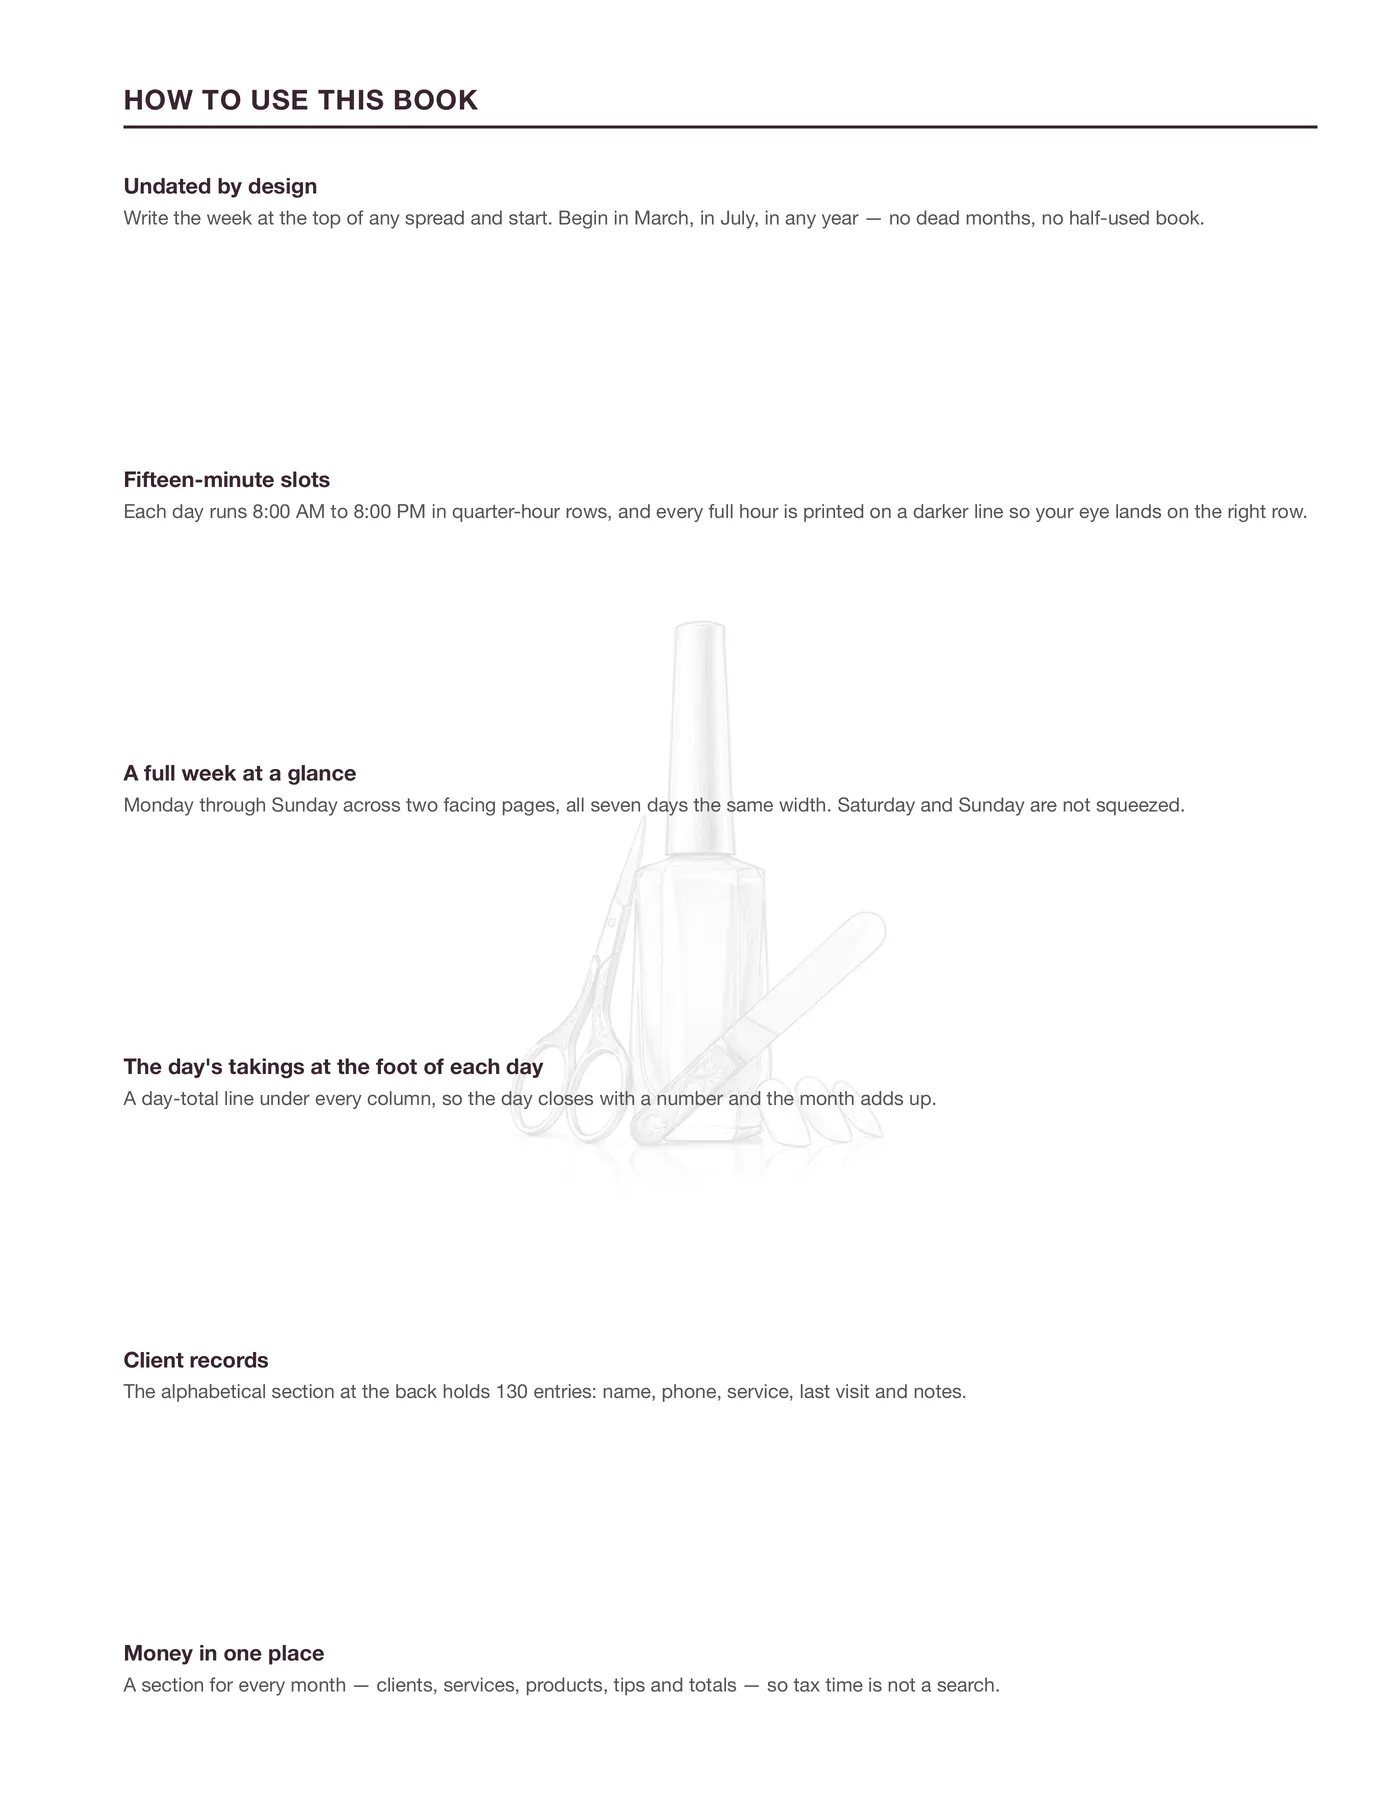 HOW TO USE THIS BOOK
Undated by design
Write the week at the top of any spread and start. Begin in March, in July, in any year — no dead months, no half-used book.
Fifteen-minute slots
Each day runs 8:00 AM to 8:00 PM in quarter-hour rows, and every full hour is printed on a darker line so your eye lands on the right row.
A full week at a glance
Monday through Sunday across two facing pages, all seven days the same width. Saturday and Sunday are not squeezed.
The day's takings at the foot of each day
A day-total line under every column, so the day closes with a number and the month adds up.
Client records
The alphabetical section at the back holds 130 entries: name, phone, service, last visit and notes.
Money in one place
A section for every month — clients, services, products, tips and totals — so tax time is not a search.